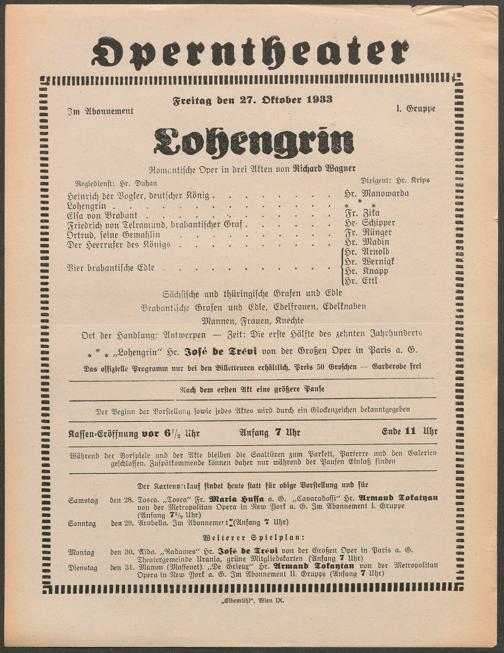 Operntheater
Freitag den 27. Oktober 1933
Im Abonnement I. Gruppe
Lohengrin
Romantische Oper in drei Akten von Richard Wagner
Regiedienst: Hr. Duhan Dirigent: Hr. Krips
Heinrich der Vogler, deutscher König . . . . . . . . Hr. Manowarda
Lohengrin . . . . . . . . . . . . * * *
Elsa von Brabant . . . . . . . . . . . Fr. Zika
Friedrich von Telramund, brabantischer Graf . . . . . . Hr. Schipper
Ortrud, seine Gemahlin . . . . . . . . . . Fr. Rünger
Der Heerrufer des Königs . . . . . . . . . Hr. Madin
Hr. Arnold
Vier brabantische Edle . . . . . . . . . . Hr. Wernigk
Hr. Knapp
Hr. Ettl
Sächsische und thüringische Grafen und Edle
Brabantische Grafen und Edle, Edelfrauen, Edelknaben
Mannen, Frauen, Knechte
Ort der Handlung: Antwerpen — Zeit: Die erste Hälfte des zehnten Jahrhunderts
* * * „Lohengrin" Hr. José de Trévi von der Großen Oper in Paris a. G.
Das offizielle Programm nur bei den Billetteuren erhältlich. Preis 50 Groschen — Garderobe frei
Nach dem ersten Akt eine größere Pause
Der Beginn der Vorstellung sowie jedes Aktes wird durch ein Glockenzeichen bekanntgegeben
Kassen-Eröffnung vor 6½ Uhr Anfang 7 Uhr Ende 11 Uhr
Während der Vorspiele und der Akte bleiben die Saaltüren zum Parkett, Parterre und den Galerien
geschlossen. Zuspätkommende können daher nur während der Pausen Einlaß finden
Der Kartenverkauf findet heute statt für obige Vorstellung und für
Samstag den 28. Tosca. „Tosca" Fr. Maria Hussa a. G. „Cavaradossi" Hr. Armand Tokatyan
von der Metropolitan Opera in New York a. G. Im Abonnement I. Gruppe
(Anfang 7½ Uhr)
Sonntag den 29. Arabella. Im Abonnement (Anfang 7 Uhr)
Weiterer Spielplan:
Montag den 30. Aida. „Radames" Hr. José de Trévi von der Großen Oper in Paris a. G.
Theatergemeinde Urania, grüne Mitgliedskarten (Anfang 7 Uhr)
Dienstag den 31. Manon (Massenet). „De Grieux" Hr. Armand Tokatyan von der Metropolitan
Opera in New York a. G. Im Abonnement II. Gruppe (Anfang 7 Uhr)
„Elbemühl", Wien IX.